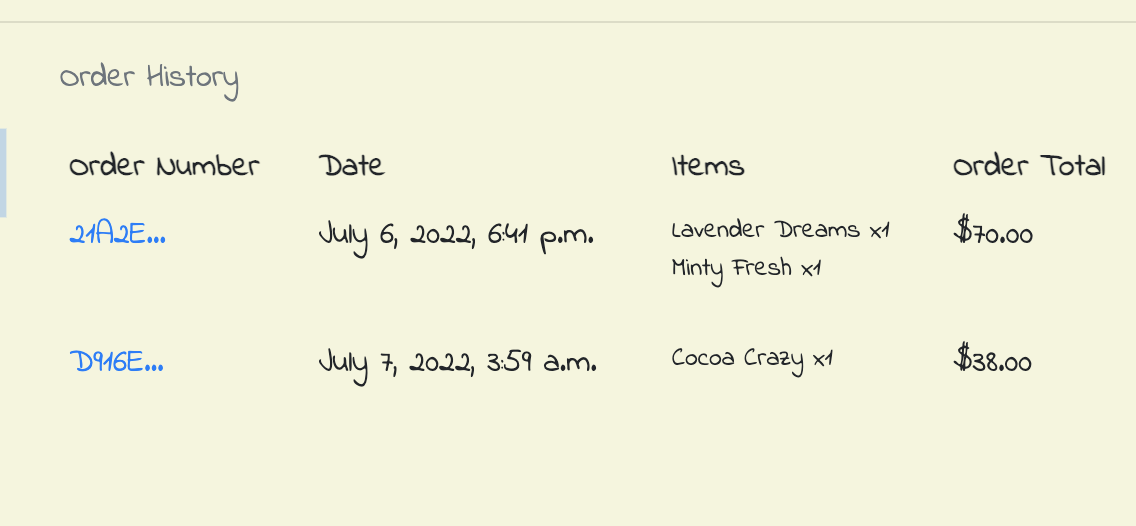 Order History
Order Number Date Items Order Total
21A2E... July 6, 2022, 6:41 p.m. Lavender Dreams x1 $70.00
Minty Fresh x1
D916E... July 7, 2022, 3:59 a.m. Cocoa Crazy x1 $38.00